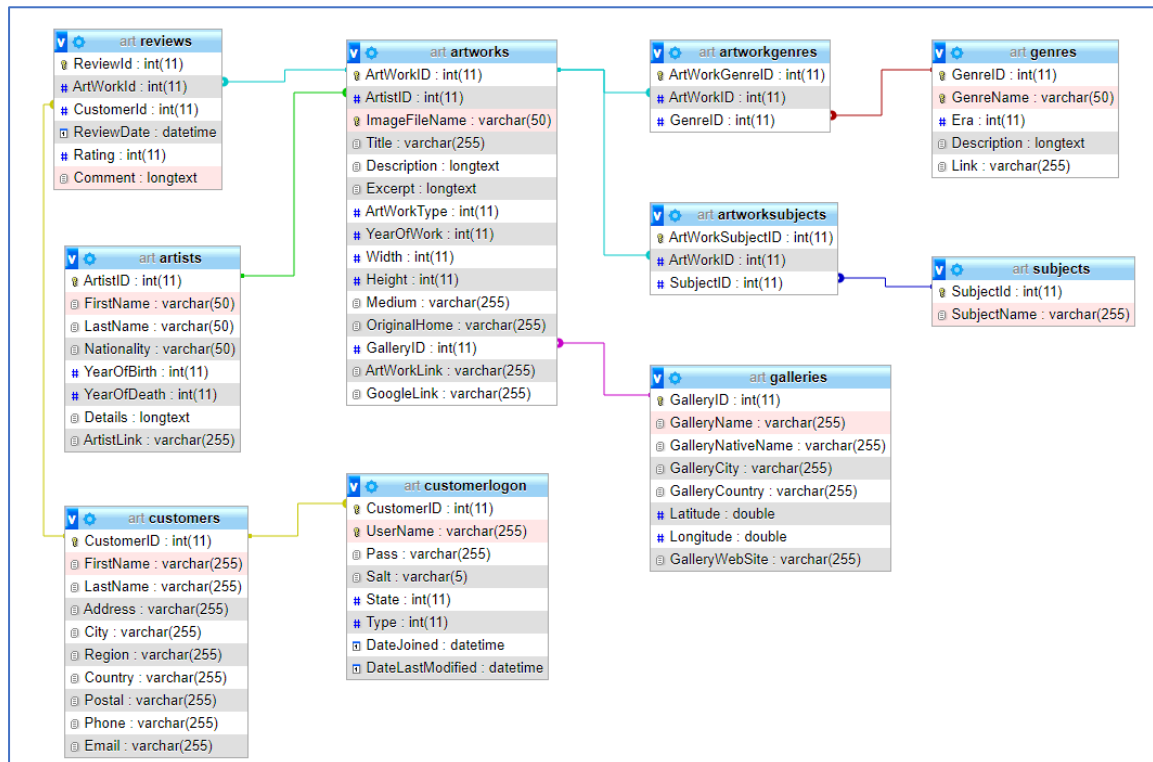 art reviews
ReviewId : int(11)
ArtWorkId : int(11)
CustomerId : int(11)
ReviewDate : datetime
Rating : int(11)
Comment : longtext
art artworks
ArtWorkID : int(11)
ArtistID : int(11)
ImageFileName : varchar(50)
Title : varchar(255)
Description : longtext
Excerpt : longtext
ArtWorkType : int(11)
YearOfWork : int(11)
Width : int(11)
Height : int(11)
Medium : varchar(255)
OriginalHome : varchar(255)
GalleryID : int(11)
ArtWorkLink : varchar(255)
GoogleLink : varchar(255)
art artworkgenres
ArtWorkGenreID : int(11)
ArtWorkID : int(11)
GenreID : int(11)
art genres
GenreID : int(11)
GenreName : varchar(50)
Era : int(11)
Description : longtext
Link : varchar(255)
art artists
ArtistID : int(11)
FirstName : varchar(50)
LastName : varchar(50)
Nationality : varchar(50)
YearOfBirth : int(11)
YearOfDeath : int(11)
Details : longtext
ArtistLink : varchar(255)
art artworksubjects
ArtWorkSubjectID : int(11)
ArtWorkID : int(11)
SubjectID : int(11)
art subjects
SubjectId : int(11)
SubjectName : varchar(255)
art galleries
GalleryID : int(11)
GalleryName : varchar(255)
GalleryNativeName : varchar(255)
GalleryCity : varchar(255)
GalleryCountry : varchar(255)
Latitude : double
Longitude : double
GalleryWebSite : varchar(255)
art customers
CustomerID : int(11)
FirstName : varchar(255)
LastName : varchar(255)
Address : varchar(255)
City : varchar(255)
Region : varchar(255)
Country : varchar(255)
Postal : varchar(255)
Phone : varchar(255)
Email : varchar(255)
art customerlogon
CustomerID : int(11)
UserName : varchar(255)
Pass : varchar(255)
Salt : varchar(5)
State : int(11)
Type : int(11)
DateJoined : datetime
DateLastModified : datetime